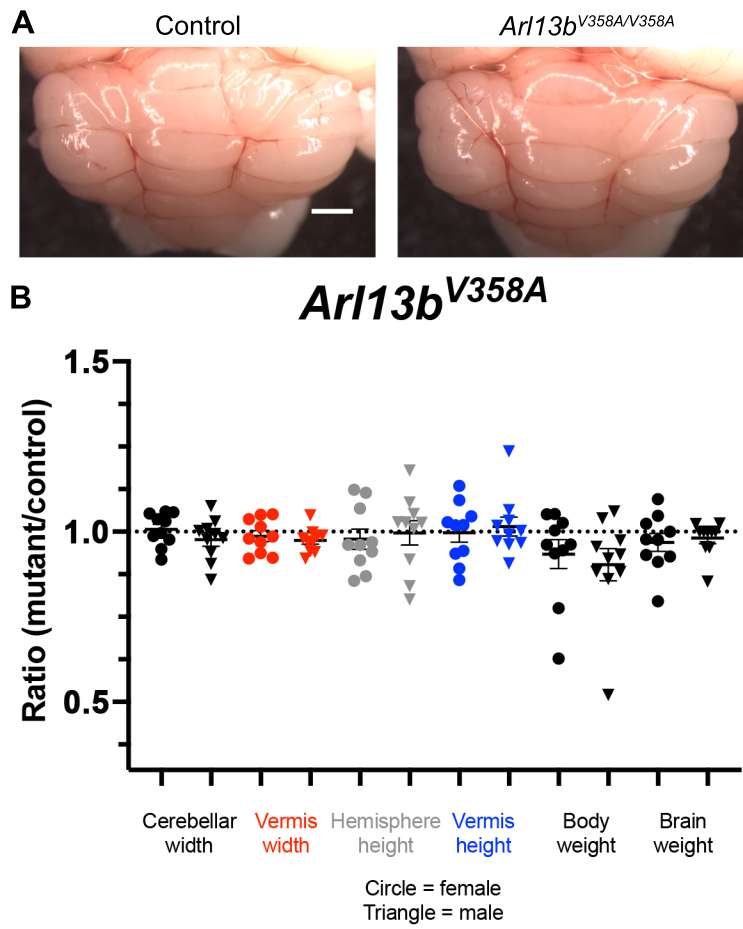 A
Control
Arl13b^V358A/V358A
B
Arl13b^V358A
Ratio (mutant/control)
1.5
1.0
0.5
Cerebellar width
Vermis width
Hemisphere height
Vermis height
Body weight
Brain weight
Circle = female
Triangle = male